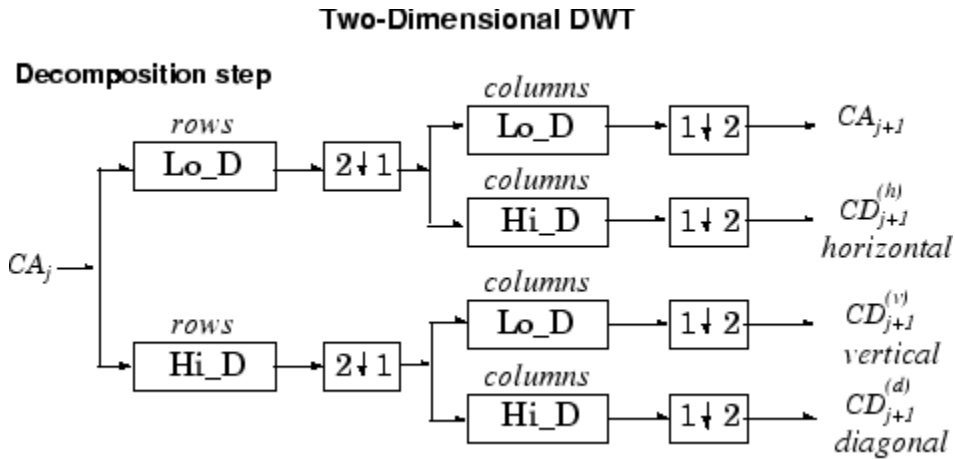 Two-Dimensional DWT
Decomposition step
columns
rows
Lo_D
1↓2
CA_{j+1}
Lo_D
2↓1
columns
Hi_D
1↓2
CD_{j+1}^{(h)}
horizontal
CA_j
columns
rows
Lo_D
1↓2
CD_{j+1}^{(v)}
vertical
Hi_D
2↓1
columns
Hi_D
1↓2
CD_{j+1}^{(d)}
diagonal